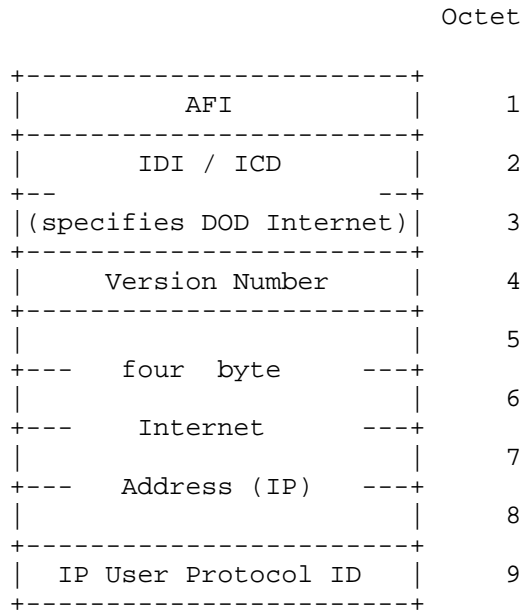 Octet
AFI 1
IDI / ICD 2
(specifies DOD Internet) 3
Version Number 4
5
four byte
6
Internet
7
Address (IP)
8
IP User Protocol ID 9